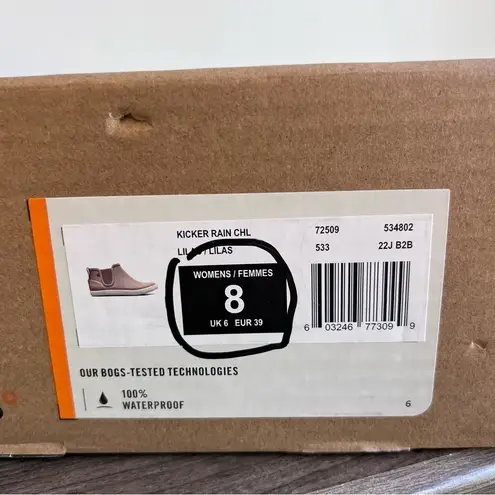 KICKER RAIN CHL 72509 534802
LILAS / LILAS 533 22J B2B
WOMENS / FEMMES
8
UK 6 EUR 39
6 03246 77309 9
OUR BOGS-TESTED TECHNOLOGIES
100%
WATERPROOF
6